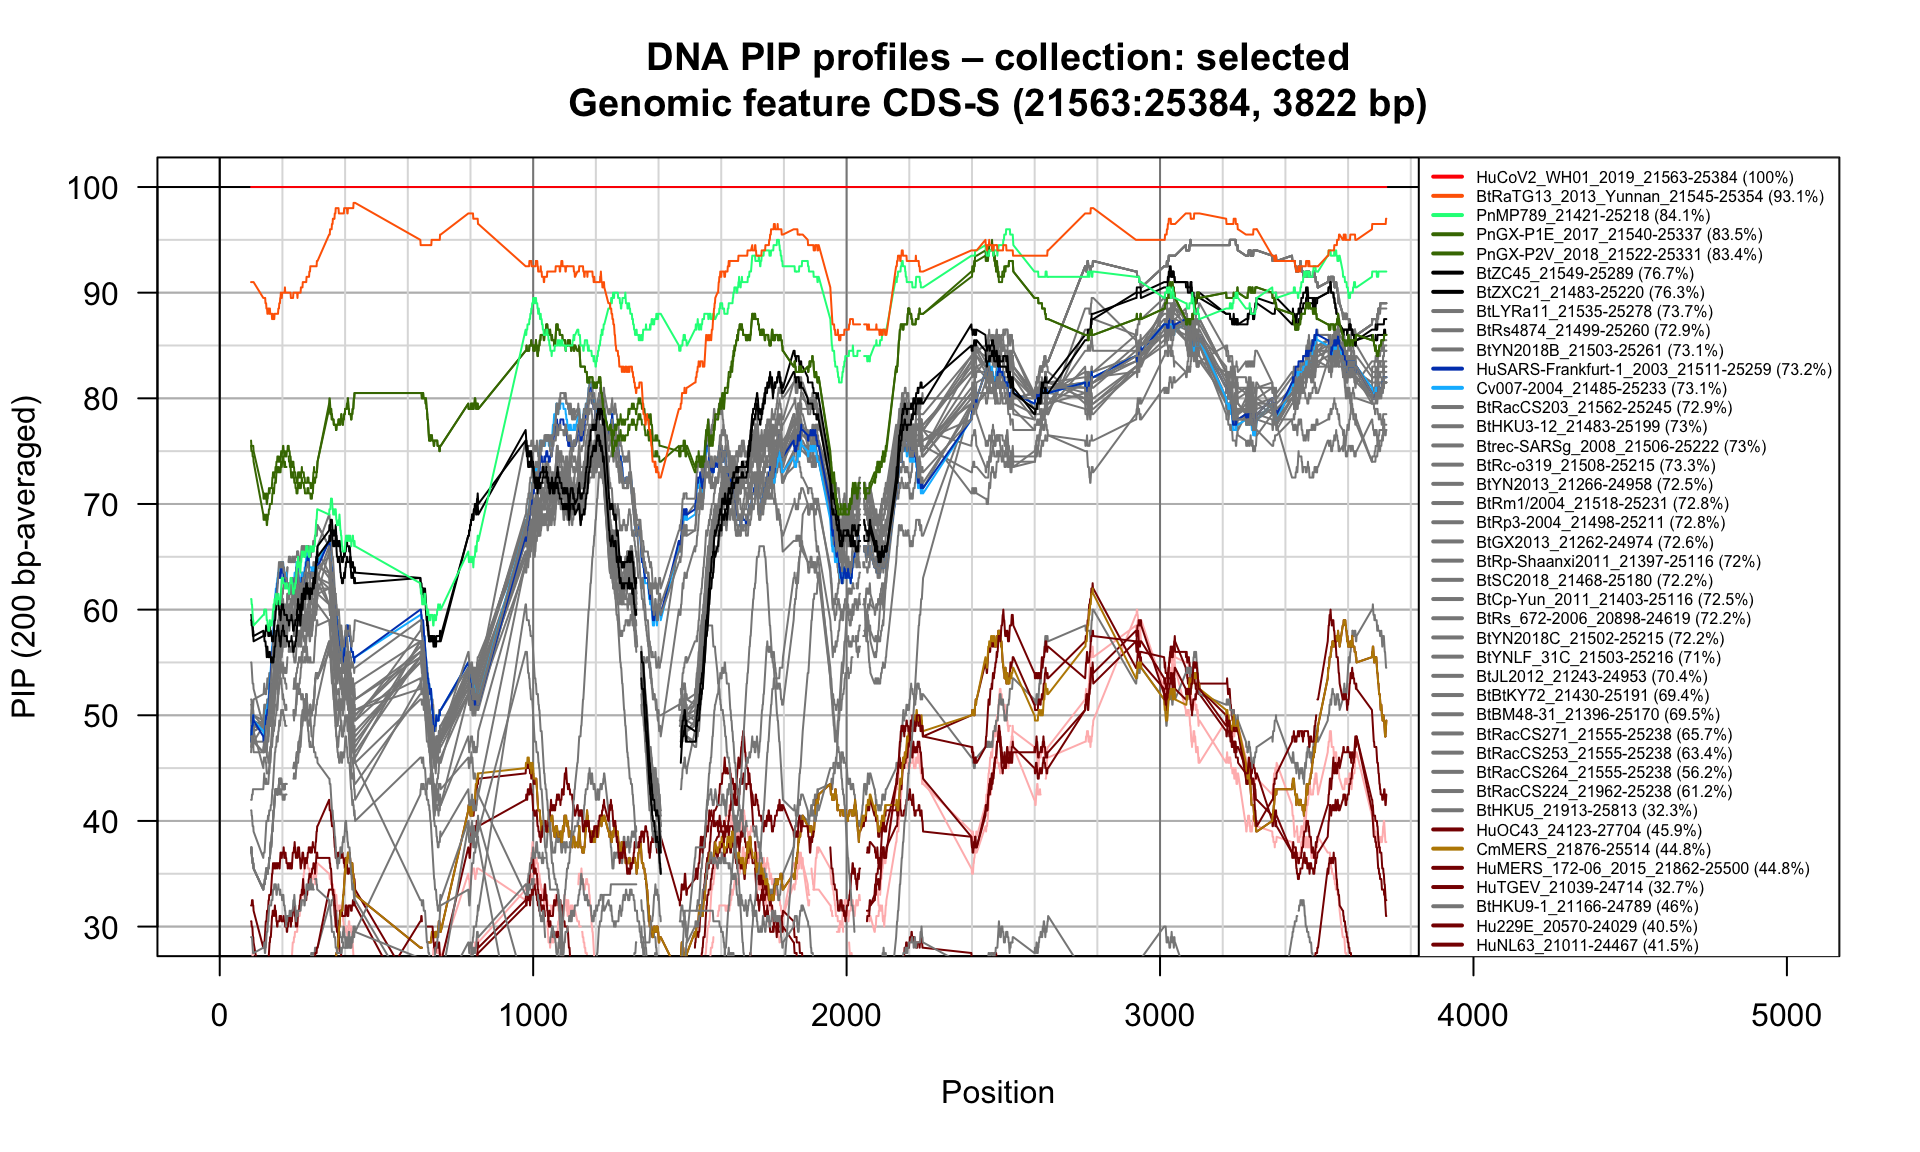 DNA PIP profiles – collection: selected
Genomic feature CDS-S (21563:25384, 3822 bp)
PIP (200 bp-averaged)
100
90
80
70
60
50
40
30
0
1000
2000
3000
4000
5000
Position
HuCoV2_WH01_2019_21563-25384 (100%)
BtRaTG13_2013_Yunnan_21545-25354 (93.1%)
PnMP789_21421-25218 (84.1%)
PnGX-P1E_2017_21540-25337 (83.5%)
PnGX-P2V_2018_21522-25331 (83.4%)
BtZC45_21549-25289 (76.7%)
BtZXC21_21483-25220 (76.3%)
BtLYRa11_21535-25278 (73.7%)
BtRs4874_21499-25260 (72.9%)
BtYN2018B_21503-25261 (73.1%)
HuSARS-Frankfurt-1_2003_21511-25259 (73.2%)
Cv007-2004_21485-25233 (73.1%)
BtRacCS203_21562-25245 (72.9%)
BtHKU3-12_21483-25199 (73%)
Btrec-SARSg_2008_21506-25222 (73%)
BtRc-o319_21508-25215 (73.3%)
BtYN2013_21266-24958 (72.5%)
BtRm1/2004_21518-25231 (72.8%)
BtRp3-2004_21498-25211 (72.8%)
BtGX2013_21262-24974 (72.6%)
BtRp-Shaanxi2011_21397-25116 (72%)
BtSC2018_21468-25180 (72.2%)
BtCp-Yun_2011_21403-25116 (72.5%)
BtRs_672-2006_20898-24619 (72.2%)
BtYN2018C_21502-25215 (72.2%)
BtYNLF_31C_21503-25216 (71%)
BtJL2012_21243-24953 (70.4%)
BtBtKY72_21430-25191 (69.4%)
BtBM48-31_21396-25170 (69.5%)
BtRacCS271_21555-25238 (65.7%)
BtRacCS253_21555-25238 (63.4%)
BtRacCS264_21555-25238 (56.2%)
BtRacCS224_21962-25238 (61.2%)
BtHKU5_21913-25813 (32.3%)
HuOC43_24123-27704 (45.9%)
CmMERS_21876-25514 (44.8%)
HuMERS_172-06_2015_21862-25500 (44.8%)
HuTGEV_21039-24714 (32.7%)
BtHKU9-1_21166-24789 (46%)
Hu229E_20570-24029 (40.5%)
HuNL63_21011-24467 (41.5%)